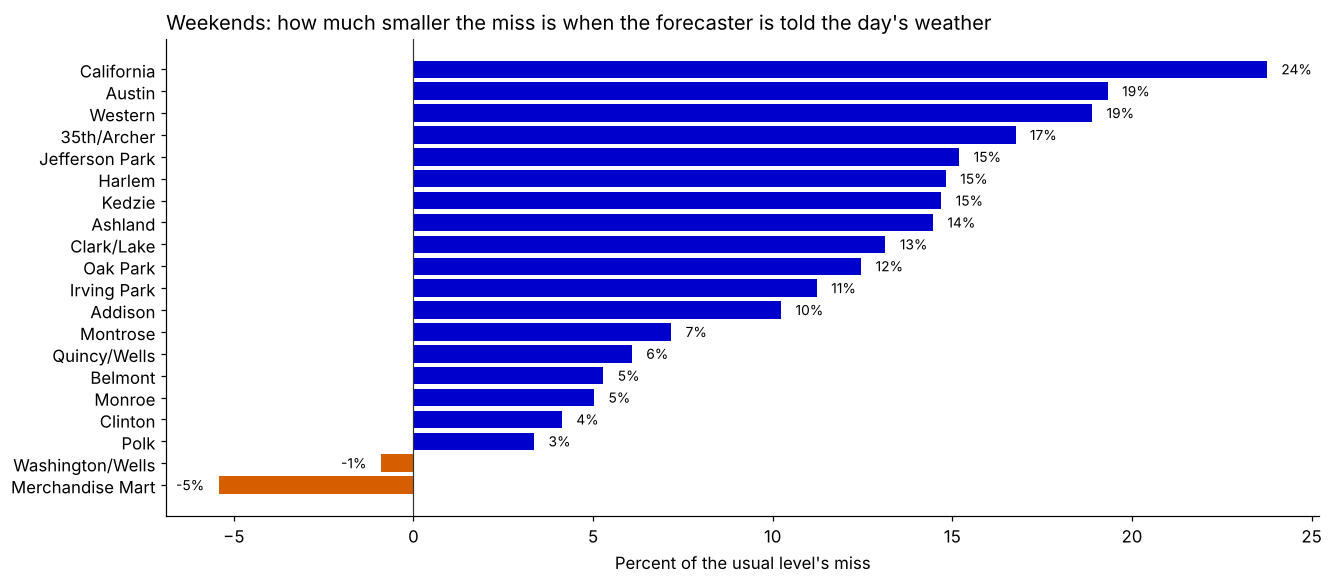 Weekends: how much smaller the miss is when the forecaster is told the day's weather
California 24%
Austin 19%
Western 19%
35th/Archer 17%
Jefferson Park 15%
Harlem 15%
Kedzie 15%
Ashland 14%
Clark/Lake 13%
Oak Park 12%
Irving Park 11%
Addison 10%
Montrose 7%
Quincy/Wells 6%
Belmont 5%
Monroe 5%
Clinton 4%
Polk 3%
Washington/Wells -1%
Merchandise Mart -5%
−5 0 5 10 15 20 25
Percent of the usual level's miss